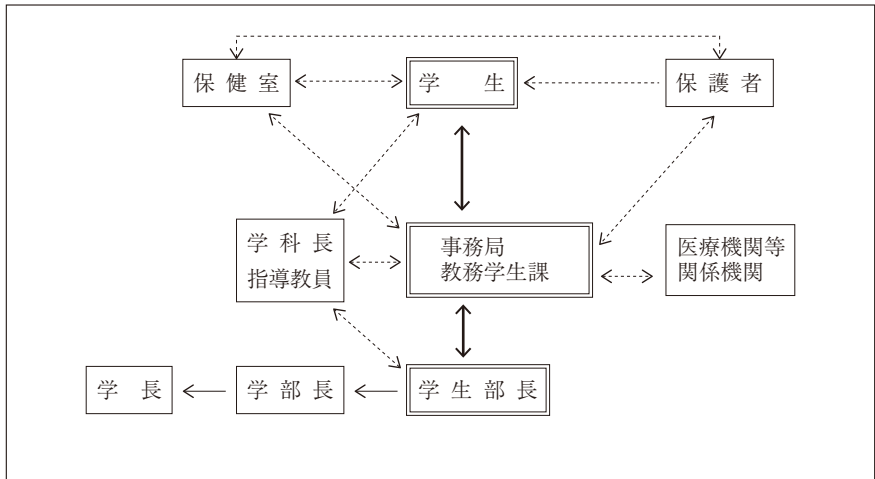 保健室
学生
保護者
学科長
指導教員
事務局
教務学生課
医療機関等
関係機関
学長
学部長
学生部長